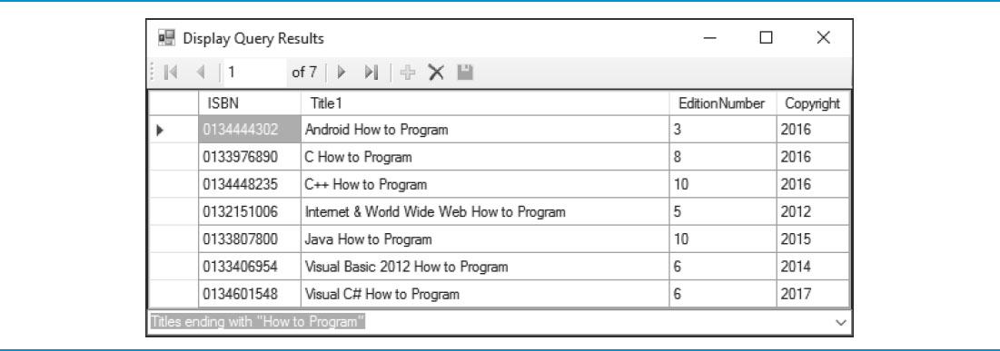 Display Query Results
1 of 7
ISBN Title1 EditionNumber Copyright
0134444302 Android How to Program 3 2016
0133976890 C How to Program 8 2016
0134448235 C++ How to Program 10 2016
0132151006 Internet & World Wide Web How to Program 5 2012
0133807800 Java How to Program 10 2015
0133406954 Visual Basic 2012 How to Program 6 2014
0134601548 Visual C# How to Program 6 2017
Titles ending with "How to Program"